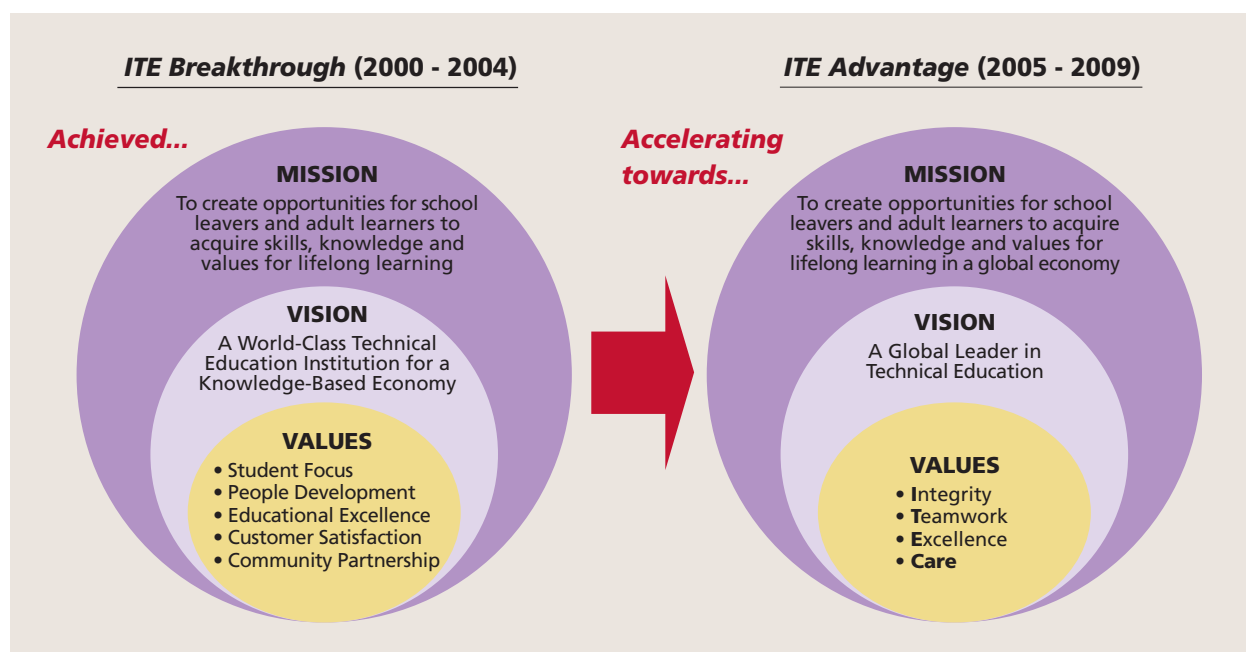 ITE Breakthrough (2000 - 2004)
Achieved...
MISSION
To create opportunities for school
leavers and adult learners to
acquire skills, knowledge and
values for lifelong learning
VISION
A World-Class Technical
Education Institution for a
Knowledge-Based Economy
VALUES
• Student Focus
• People Development
• Educational Excellence
• Customer Satisfaction
• Community Partnership
ITE Advantage (2005 - 2009)
Accelerating
towards...
MISSION
To create opportunities for school
leavers and adult learners to acquire
skills, knowledge and values for
lifelong learning in a global economy
VISION
A Global Leader in
Technical Education
VALUES
• Integrity
• Teamwork
• Excellence
• Care